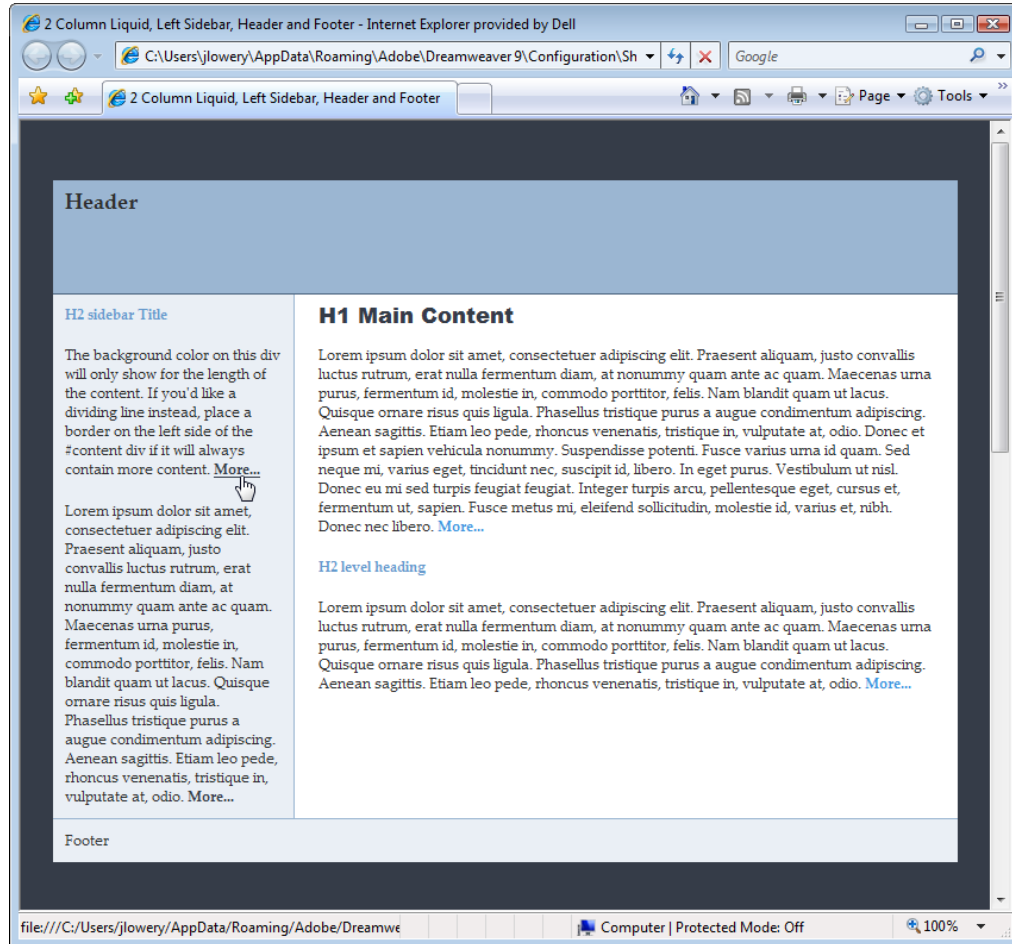 2 Column Liquid, Left Sidebar, Header and Footer - Internet Explorer provided by Dell
C:\Users\jlowery\AppData\Roaming\Adobe\Dreamweaver 9\Configuration\Sh
Google
2 Column Liquid, Left Sidebar, Header and Footer
Page
Tools
»
Header
H2 sidebar Title
The background color on this div
will only show for the length of
the content. If you'd like a
dividing line instead, place a
border on the left side of the
#content div if it will always
contain more content. More...
Lorem ipsum dolor sit amet,
consectetuer adipiscing elit.
Praesent aliquam, justo
convallis luctus rutrum, erat
nulla fermentum diam, at
nonummy quam ante ac quam.
Maecenas urna purus,
fermentum id, molestie in,
commodo porttitor, felis. Nam
blandit quam ut lacus. Quisque
ornare risus quis ligula.
Phasellus tristique purus a
augue condimentum adipiscing.
Aenean sagittis. Etiam leo pede,
rhoncus venenatis, tristique in,
vulputate at, odio. More...
H1 Main Content
Lorem ipsum dolor sit amet, consectetuer adipiscing elit. Praesent aliquam, justo convallis
luctus rutrum, erat nulla fermentum diam, at nonummy quam ante ac quam. Maecenas urna
purus, fermentum id, molestie in, commodo porttitor, felis. Nam blandit quam ut lacus.
Quisque ornare risus quis ligula. Phasellus tristique purus a augue condimentum adipiscing.
Aenean sagittis. Etiam leo pede, rhoncus venenatis, tristique in, vulputate at, odio. Donec et
ipsum et sapien vehicula nonummy. Suspendisse potenti. Fusce varius urna id quam. Sed
neque mi, varius eget, tincidunt nec, suscipit id, libero. In eget purus. Vestibulum ut nisl.
Donec eu mi sed turpis feugiat feugiat. Integer turpis arcu, pellentesque eget, cursus et,
fermentum ut, sapien. Fusce metus mi, eleifend sollicitudin, molestie id, varius et, nibh.
Donec nec libero. More...
H2 level heading
Lorem ipsum dolor sit amet, consectetuer adipiscing elit. Praesent aliquam, justo convallis
luctus rutrum, erat nulla fermentum diam, at nonummy quam ante ac quam. Maecenas urna
purus, fermentum id, molestie in, commodo porttitor, felis. Nam blandit quam ut lacus.
Quisque ornare risus quis ligula. Phasellus tristique purus a augue condimentum adipiscing.
Aenean sagittis. Etiam leo pede, rhoncus venenatis, tristique in, vulputate at, odio. More...
Footer
file:///C:/Users/jlowery/AppData/Roaming/Adobe/Dreamwe
Computer | Protected Mode: Off
100%